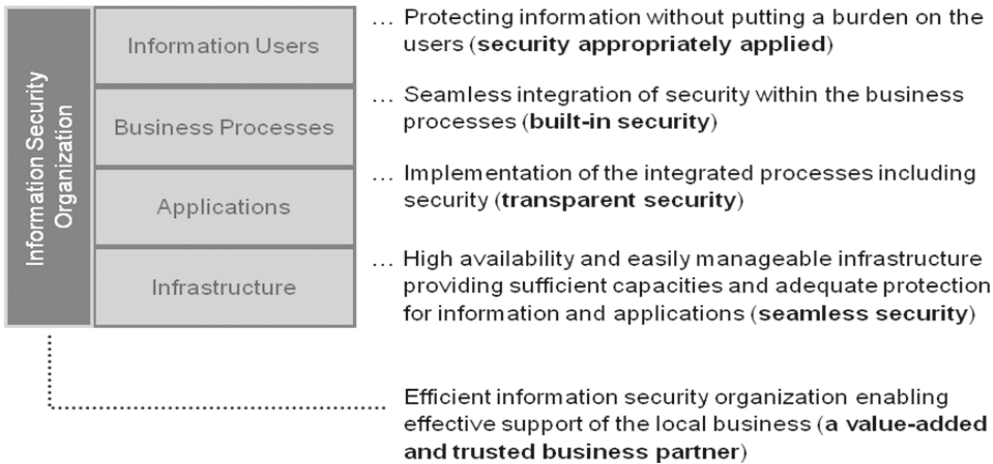 Information Security
Organization
Information Users
… Protecting information without putting a burden on the
users (security appropriately applied)
Business Processes
… Seamless integration of security within the business
processes (built-in security)
Applications
… Implementation of the integrated processes including
security (transparent security)
Infrastructure
… High availability and easily manageable infrastructure
providing sufficient capacities and adequate protection
for information and applications (seamless security)
Efficient information security organization enabling
effective support of the local business (a value-added
and trusted business partner)